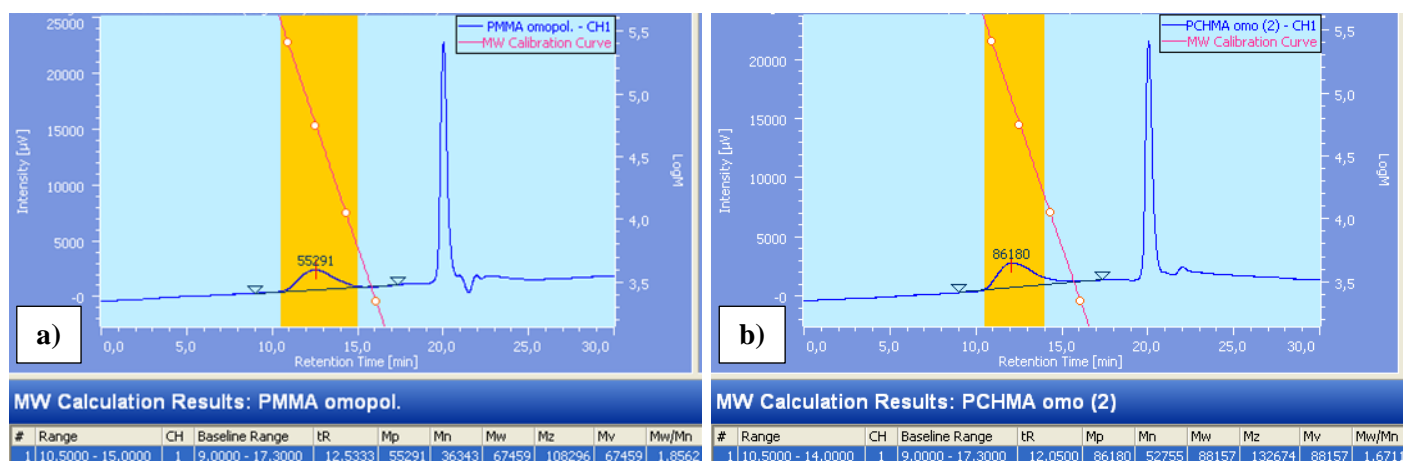 25000
20000
15000
10000
5000
-0
Intensity [µV]
PMMA omopol. - CH1
MW Calibration Curve
5,5
5,0
4,5
4,0
3,5
LogM
55291
a)
0,0 5,0 10,0 15,0 20,0 25,0 30,0
Retention Time [min]
MW Calculation Results: PMMA omopol.
# Range CH Baseline Range tR Mp Mn Mw Mz Mv Mw/Mn
1 10.5000 - 15.0000 1 9.0000 - 17.3000 12.5333 55291 36343 67459 108296 67459 1.8562
20000
15000
10000
5000
-0
Intensity [µV]
PCHMA omo (2) - CH1
MW Calibration Curve
5,5
5,0
4,5
4,0
3,5
LogM
86180
b)
0,0 5,0 10,0 15,0 20,0 25,0 30,0
Retention Time [min]
MW Calculation Results: PCHMA omo (2)
# Range CH Baseline Range tR Mp Mn Mw Mz Mv Mw/Mn
1 10.5000 - 14.0000 1 9.0000 - 17.3000 12.0500 86180 52755 88157 132674 88157 1.6711